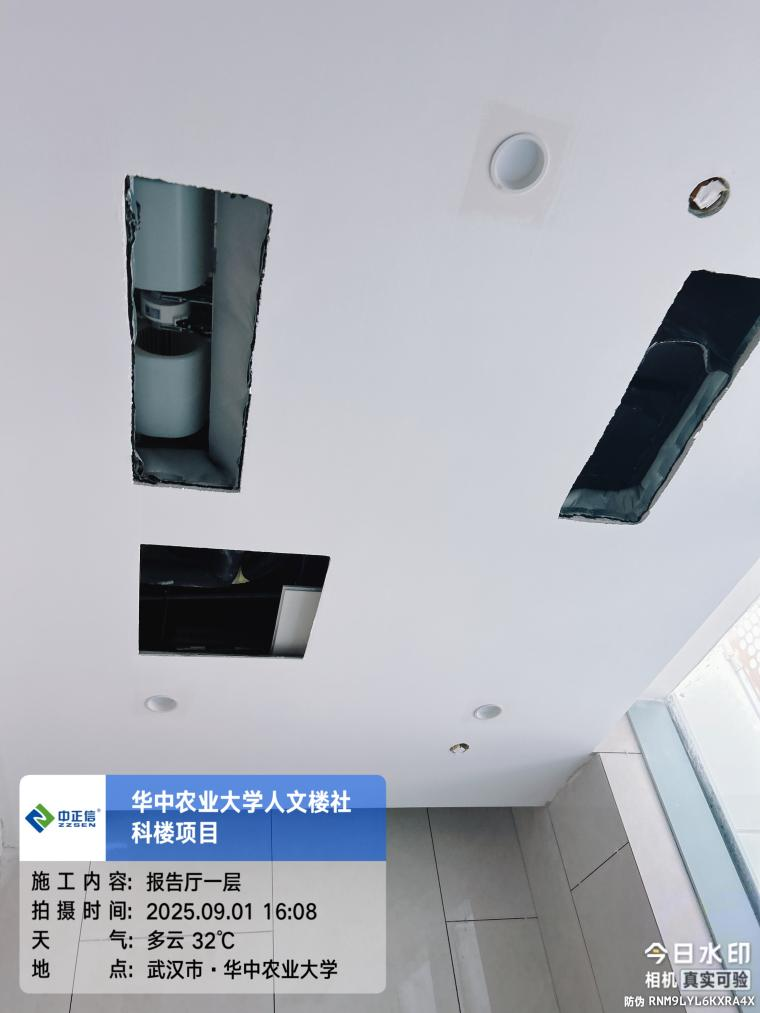 中正信®
ZZSEN
华中农业大学人文楼社
科楼项目
施工内容: 报告厅一层
拍摄时间: 2025.09.01 16:08
天气: 多云 32℃
地点: 武汉市·华中农业大学
今日水印
相机 真实可验
防伪 RNM9LYL6KXRA4X